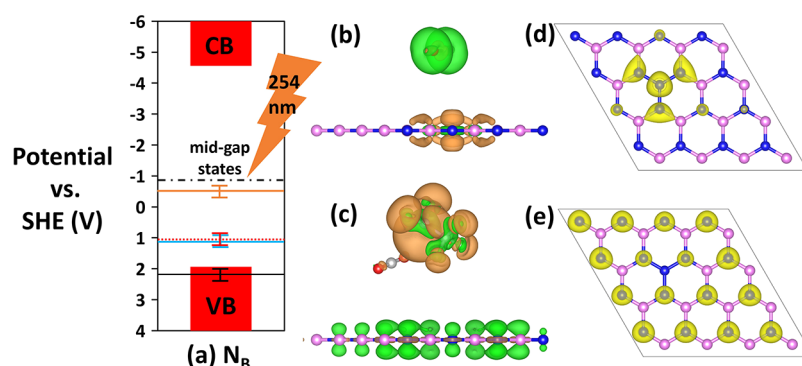 Potential
vs.
SHE (V)
-6
-5
-4
-3
-2
-1
0
1
2
3
4
CB
254
nm
mid-gap
states
VB
(a) N_B
(b)
(c)
(d)
(e)